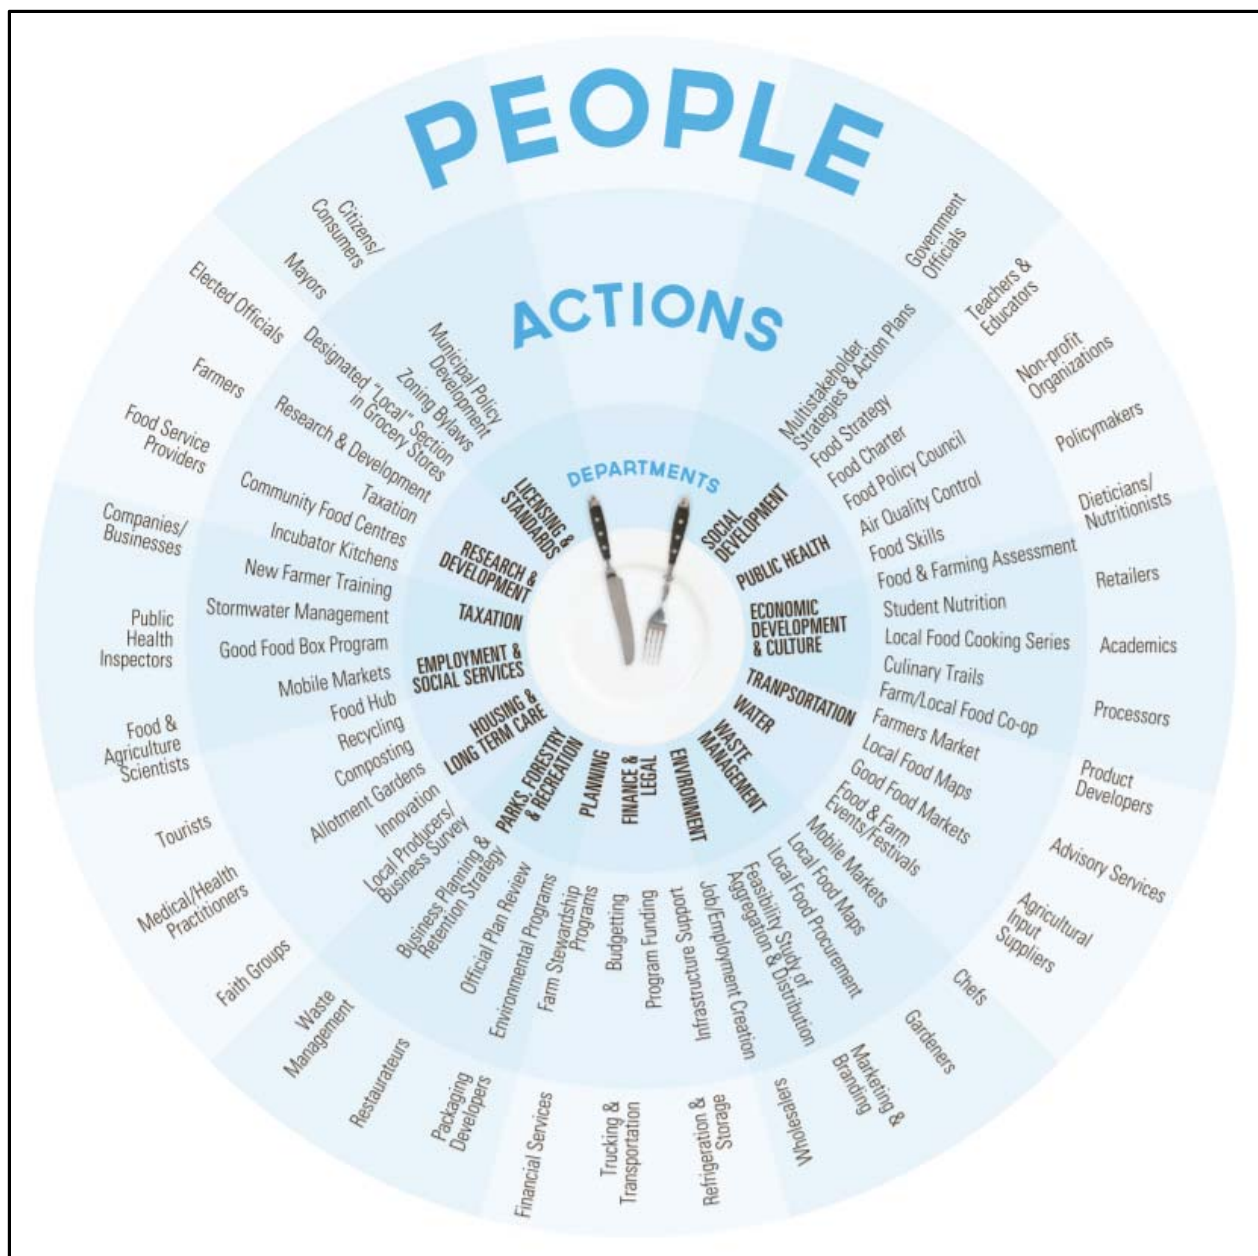 PEOPLE
Government
Officials
Teachers &
Educators
Non-profit
Organizations
Policymakers
Dieticians/
Nutritionists
Retailers
Academics
Processors
Product
Developers
Advisory Services
Agricultural
Input
Suppliers
Chefs
Gardeners
Marketing &
Branding
Wholesalers
Refrigeration &
Storage
Trucking &
Transportation
Financial Services
Packaging
Developers
Restaurateurs
Waste
Management
Faith Groups
Medical/Health
Practitioners
Tourists
Food &
Agriculture
Scientists
Public
Health
Inspectors
Companies/
Businesses
Food Service
Providers
Farmers
Elected Officials
Mayors
Citizens/
Consumers
ACTIONS
Multistakeholder
Strategies & Action Plans
Food Strategy
Food Charter
Food Policy Council
Air Quality Control
Food Skills
Food & Farming Assessment
Student Nutrition
Local Food Cooking Series
Culinary Trails
Farm/Local Food Co-op
Farmers Market
Local Food Maps
Good Food Markets
Food & Farm
Events/Festivals
Mobile Markets
Local Food Maps
Local Food Procurement
Feasibility Study of
Aggregation & Distribution
Job/Employment Creation
Infrastructure Support
Program Funding
Budgetting
Farm Stewardship
Programs
Environmental Programs
Official Plan Review
Business Planning &
Retention Strategy
Local Producers/
Business Survey
Innovation
Allotment Gardens
Composting
Recycling
Food Hub
Mobile Markets
Good Food Box Program
Stormwater Management
New Farmer Training
Incubator Kitchens
Community Food Centres
Taxation
Research & Development
Designated "Local" Section
in Grocery Stores
Zoning Bylaws
Municipal Policy
Development
DEPARTMENTS
SOCIAL
DEVELOPMENT
PUBLIC HEALTH
ECONOMIC
DEVELOPMENT
& CULTURE
TRANPSORTATION
WATER
WASTE
MANAGEMENT
ENVIRONMENT
FINANCE &
LEGAL
PLANNING
PARKS, FORESTRY
& RECREATION
HOUSING &
LONG TERM CARE
EMPLOYMENT &
SOCIAL SERVICES
TAXATION
RESEARCH &
DEVELOPMENT
LICENSING &
STANDARDS